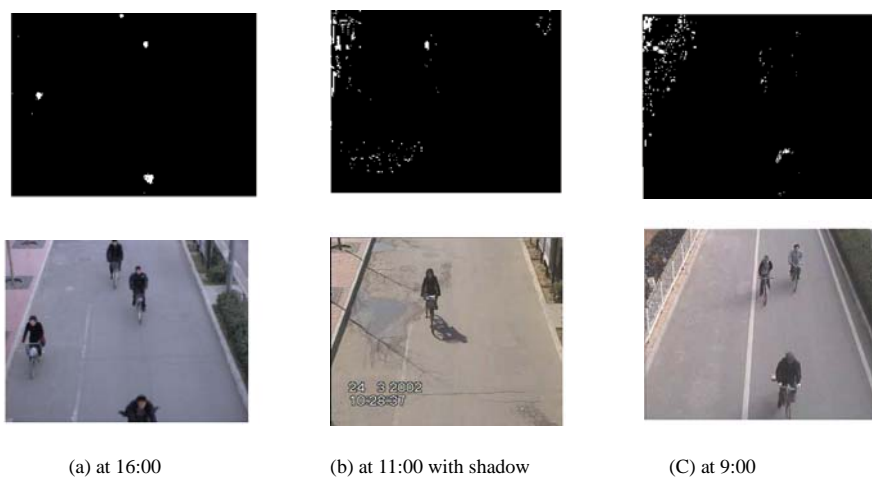 24 3 2002
10:28:37
(a) at 16:00
(b) at 11:00 with shadow
(C) at 9:00